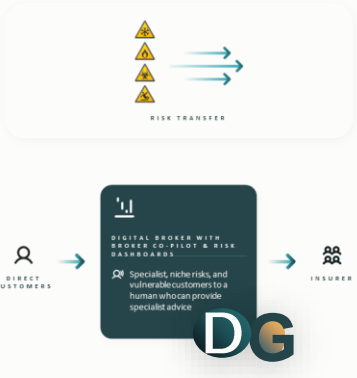 RISK TRANSFER
DIGITAL BROKER WITH
BROKER CO-PILOT & RISK
DASHBOARDS
DIRECT
USTOMERS
Specialist, niche risks, and
vulnerable customers to a
human who can provide
specialist advice
INSURER
DG